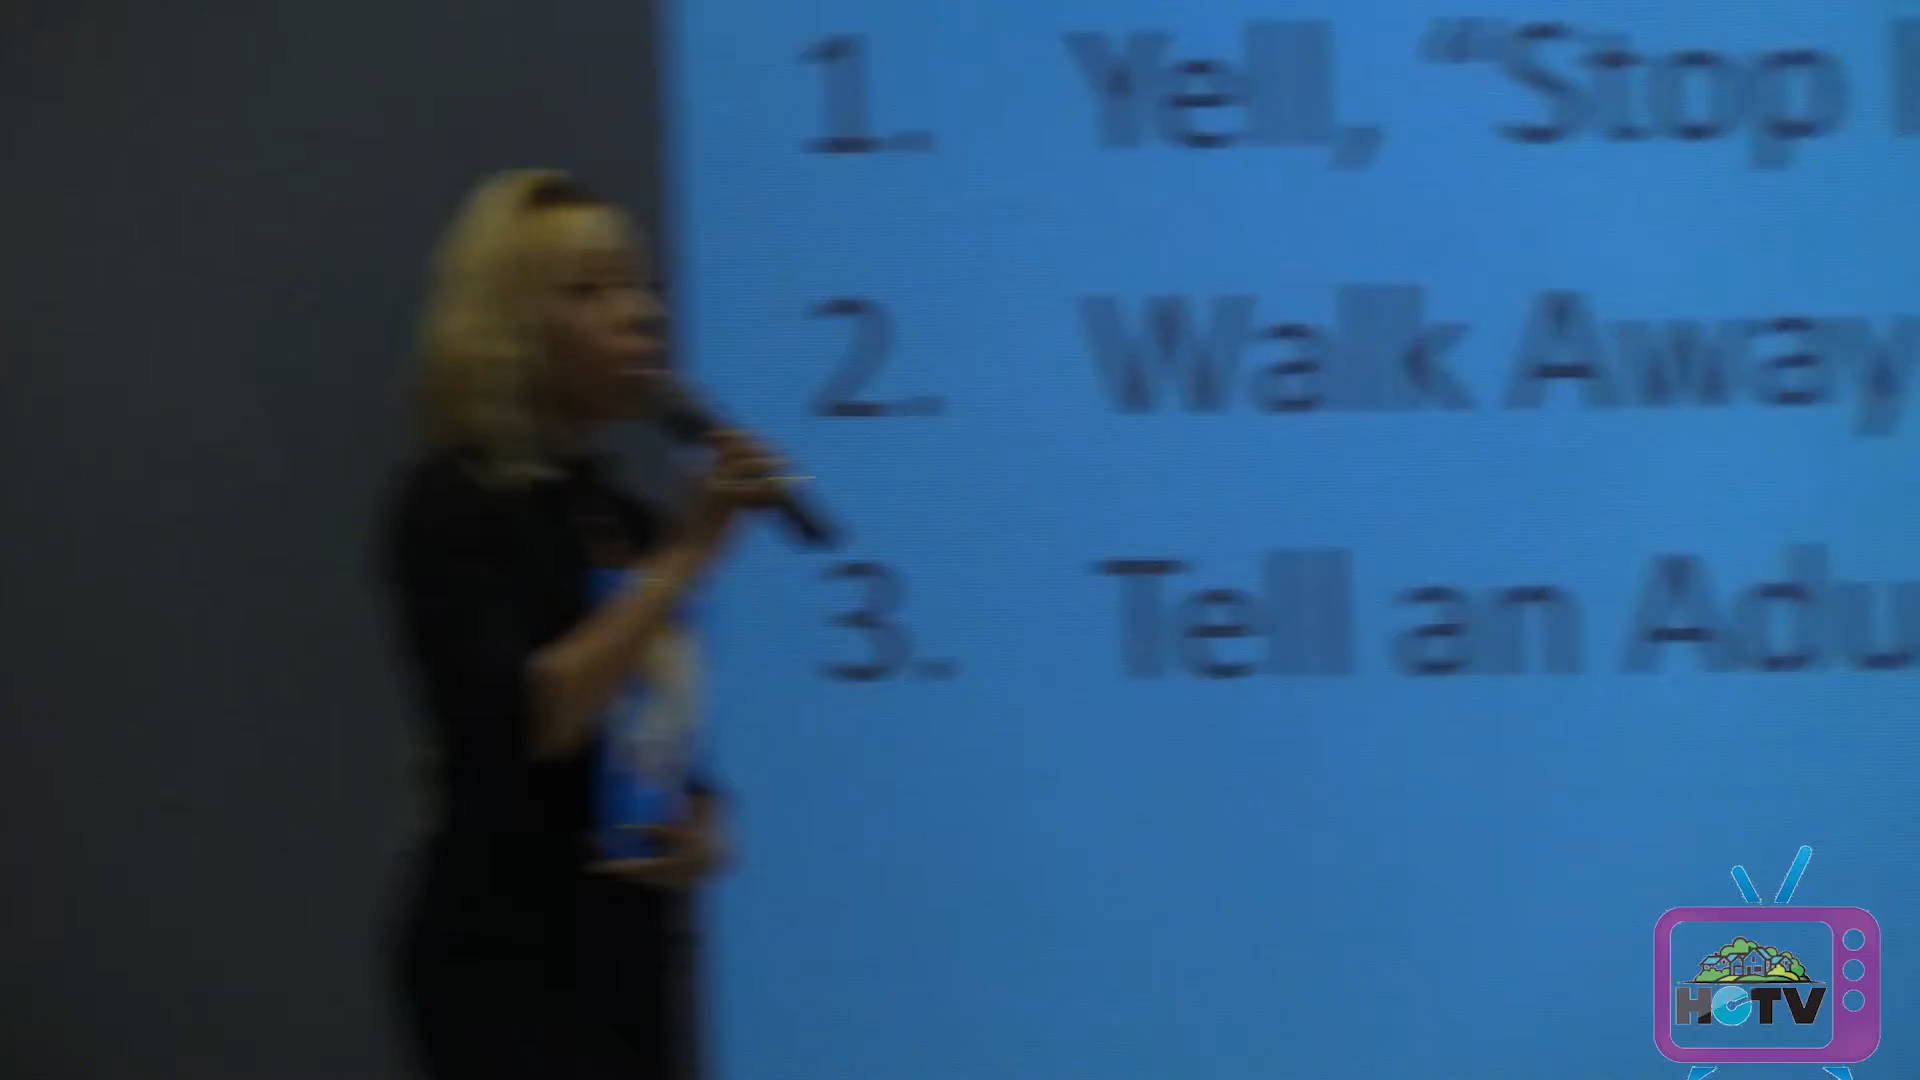 1. Yell, "Stop
2. Walk Away
3. Tell an Adu
HCTV